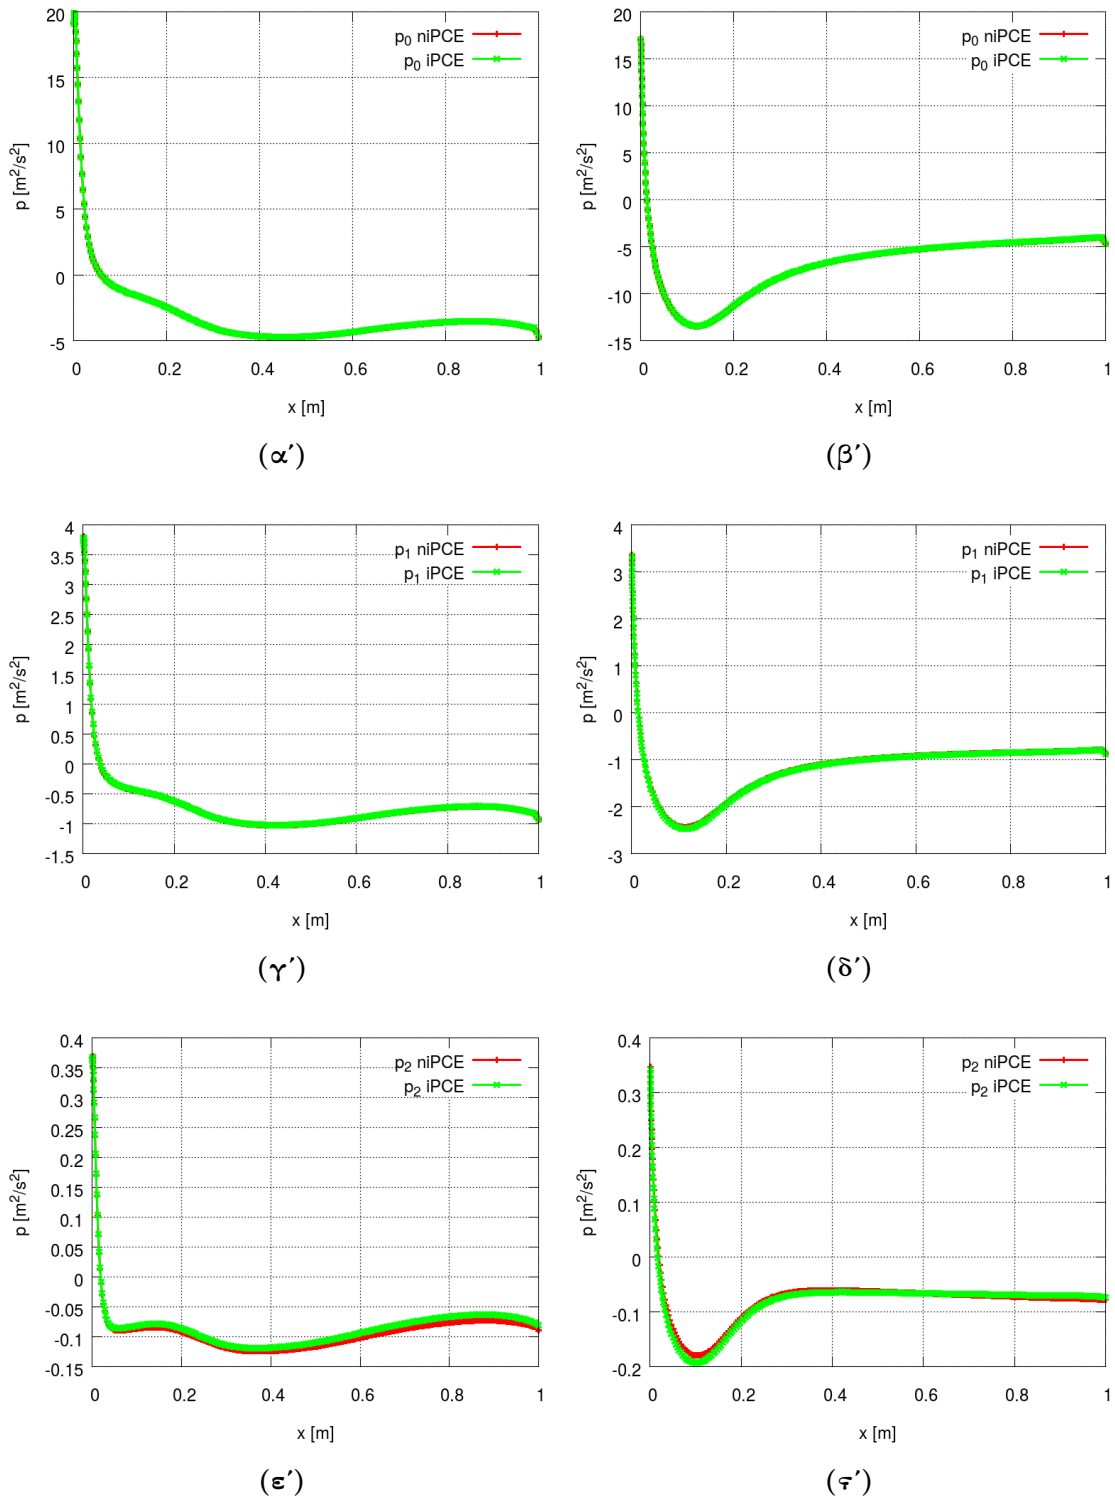 20
15
10
5
0
-5
p [m²/s²]
p₀ niPCE
p₀ iPCE
0 0.2 0.4 0.6 0.8 1
x [m]
(α΄)
20
15
10
5
0
-5
-10
-15
p [m²/s²]
p₀ niPCE
p₀ iPCE
0 0.2 0.4 0.6 0.8 1
x [m]
(β΄)
4
3.5
3
2.5
2
1.5
1
0.5
0
-0.5
-1
-1.5
p [m²/s²]
p₁ niPCE
p₁ iPCE
0 0.2 0.4 0.6 0.8 1
x [m]
(γ΄)
4
3
2
1
0
-1
-2
-3
p [m²/s²]
p₁ niPCE
p₁ iPCE
0 0.2 0.4 0.6 0.8 1
x [m]
(δ΄)
0.4
0.35
0.3
0.25
0.2
0.15
0.1
0.05
0
-0.05
-0.1
-0.15
p [m²/s²]
p₂ niPCE
p₂ iPCE
0 0.2 0.4 0.6 0.8 1
x [m]
(ε΄)
0.4
0.3
0.2
0.1
0
-0.1
-0.2
p [m²/s²]
p₂ niPCE
p₂ iPCE
0 0.2 0.4 0.6 0.8 1
x [m]
(ϛ΄)